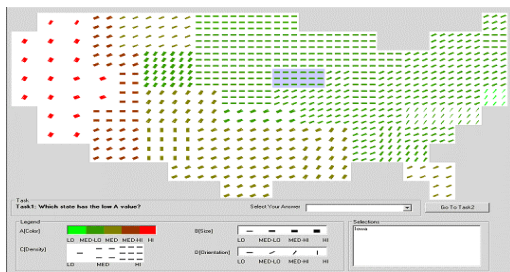 Task
Task1: Which state has the low A value?
Select Your Answer
Go To Task2
Legend
A(Color)
LO MED-LO MED MED-HI HI
B(Size)
LO MED-LO MED-HI HI
C(Density)
LO MED HI
D(Orientation)
LO MED-LO MED-HI HI
Selections
Iowa